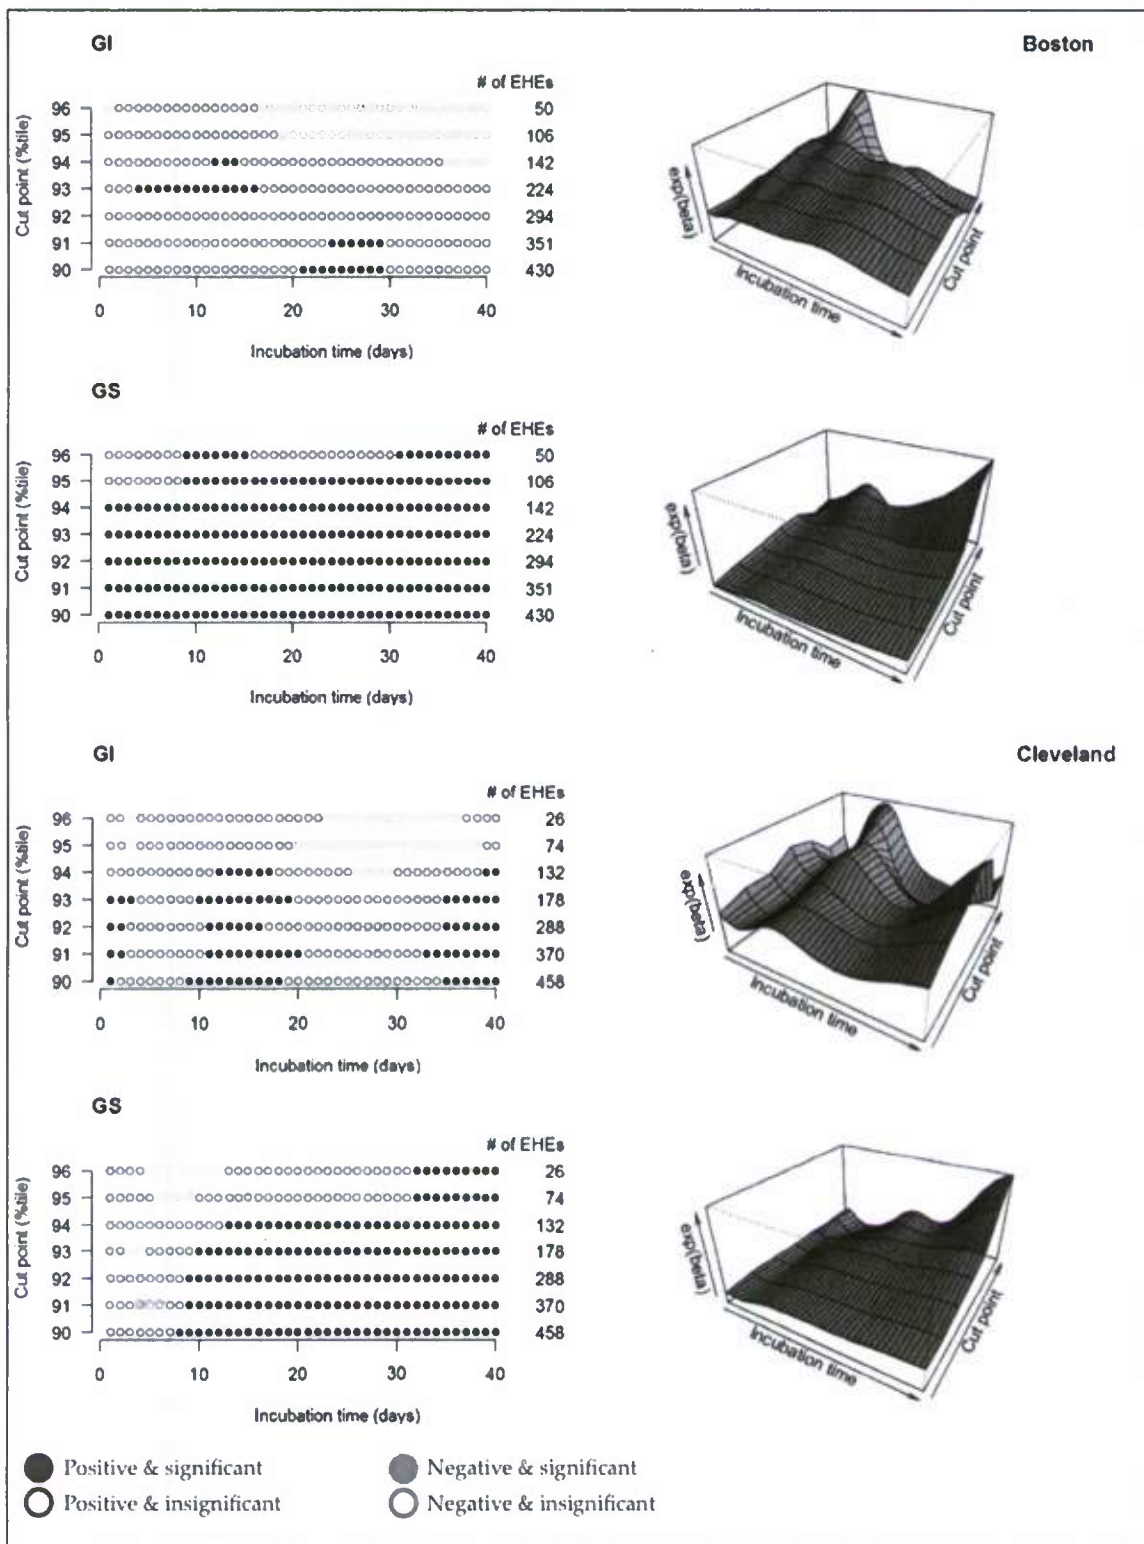 GI
Boston
# of EHEs
Cut point (%tile)
96 50
95 106
94 142
93 224
92 294
91 351
90 430
0 10 20 30 40
Incubation time (days)
exp(beta)
Incubation time
Cut point
GS
# of EHEs
Cut point (%tile)
96 50
95 106
94 142
93 224
92 294
91 351
90 430
0 10 20 30 40
Incubation time (days)
exp(beta)
Incubation time
Cut point
GI
Cleveland
# of EHEs
Cut point (%tile)
96 26
95 74
94 132
93 178
92 288
91 370
90 458
0 10 20 30 40
Incubation time (days)
exp(beta)
Incubation time
Cut point
GS
# of EHEs
Cut point (%tile)
96 26
95 74
94 132
93 178
92 288
91 370
90 458
0 10 20 30 40
Incubation time (days)
exp(beta)
Incubation time
Cut point
Positive & significant
Negative & significant
Positive & insignificant
Negative & insignificant